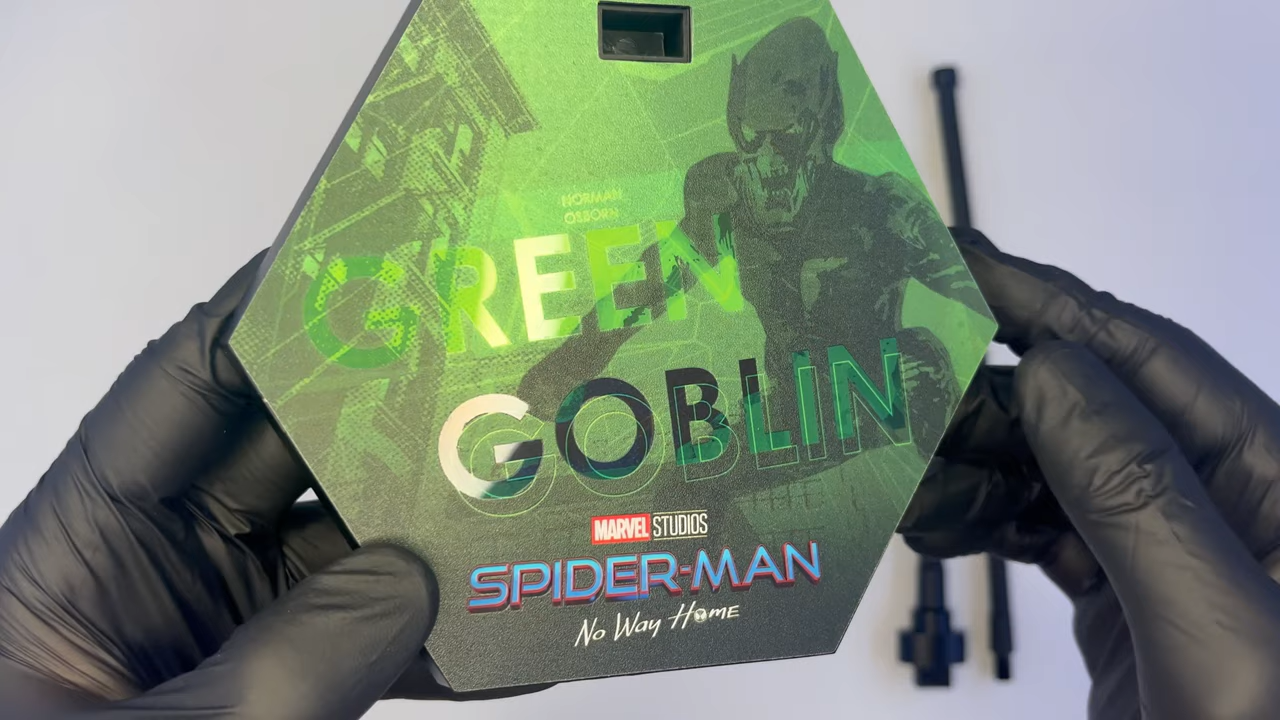 NORMAN
OSBORN
GREEN
GOBLIN
MARVEL STUDIOS
SPIDER-MAN
No Way Home